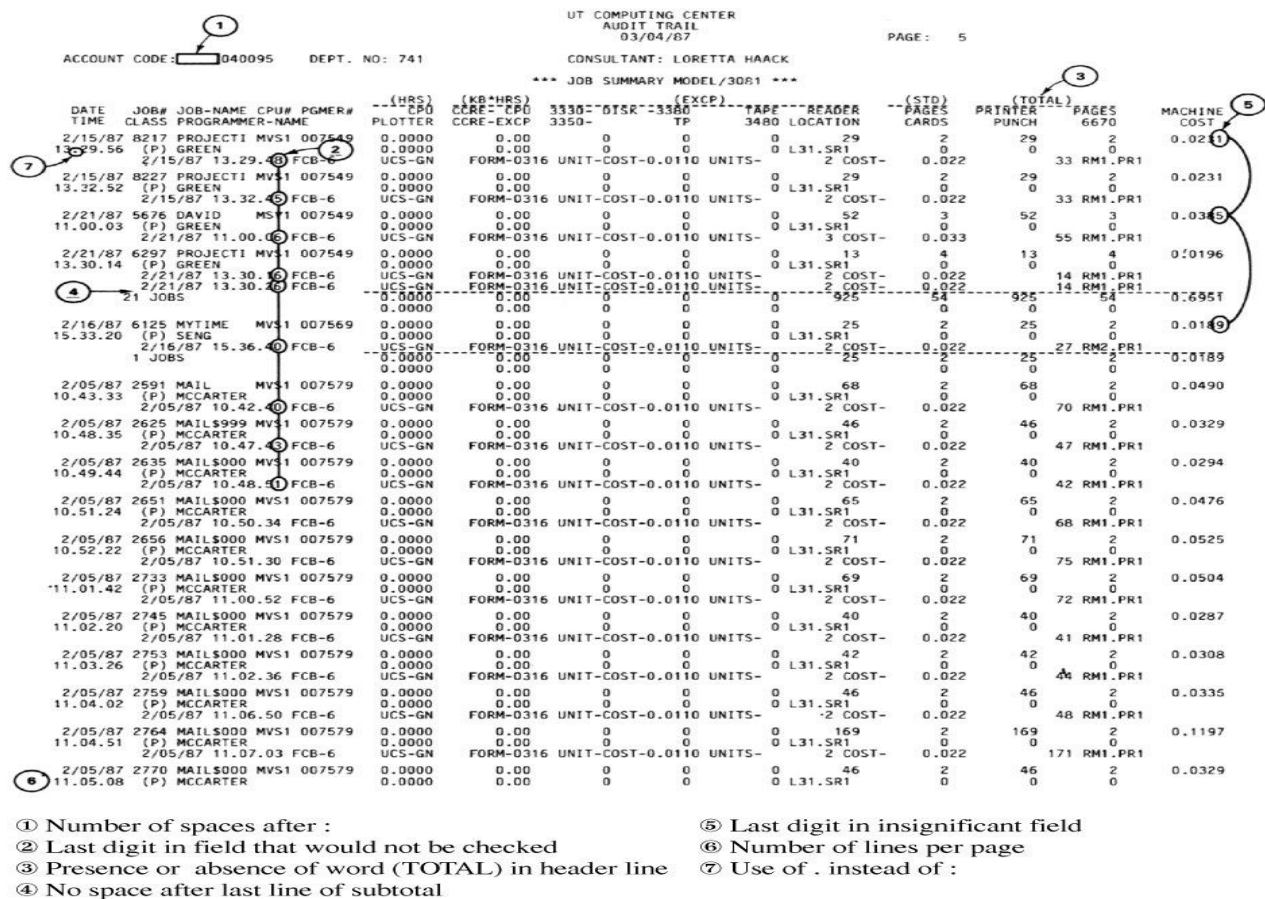 UT COMPUTING CENTER
AUDIT TRAIL
03/04/87 PAGE: 5
①
ACCOUNT CODE: 040095 DEPT. NO: 741 CONSULTANT: LORETTA HAACK
*** JOB SUMMARY MODEL/3081 ***
③
(HRS) (KB*HRS) (EXCP) (STD) (TOTAL)
DATE JOB# JOB-NAME CPU# PGMER# CPU CCRE-CPU 3330- DISK -3380 TAPE READER PAGES PRINTER PAGES MACHINE
TIME CLASS PROGRAMMER-NAME PLOTTER CCRE-EXCP 3350- TP 3480 LOCATION CARDS PUNCH 6670 COST
⑤
2/15/87 8217 PROJECTI MVS1 007549 0.0000 0.00 0 0 0 29 2 29 2 0.0231
13.29.56 (P) GREEN 0.0000 0.00 0 0 0 L31.SR1 0 0 0
②
⑦
2/15/87 13.29.48 FCB-6 UCS-GN FORM-0316 UNIT-COST-0.0110 UNITS- 2 COST- 0.022 33 RM1.PR1
2/15/87 8227 PROJECTI MVS1 007549 0.0000 0.00 0 0 0 29 2 29 2 0.0231
13.32.52 (P) GREEN 0.0000 0.00 0 0 0 L31.SR1 0 0 0
2/15/87 13.32.45 FCB-6 UCS-GN FORM-0316 UNIT-COST-0.0110 UNITS- 2 COST- 0.022 33 RM1.PR1
2/21/87 5676 DAVID MSV1 007549 0.0000 0.00 0 0 0 52 3 52 3 0.0385
11.00.03 (P) GREEN 0.0000 0.00 0 0 0 L31.SR1 0 0 0
2/21/87 11.00.06 FCB-6 UCS-GN FORM-0316 UNIT-COST-0.0110 UNITS- 3 COST- 0.033 55 RM1.PR1
2/21/87 6297 PROJECTI MVS1 007549 0.0000 0.00 0 0 0 13 4 13 4 0.0196
13.30.14 (P) GREEN 0.0000 0.00 0 0 0 L31.SR1 0 0 0
2/21/87 13.30.16 FCB-6 UCS-GN FORM-0316 UNIT-COST-0.0110 UNITS- 2 COST- 0.022 14 RM1.PR1
2/21/87 13.30.26 FCB-6 UCS-GN FORM-0316 UNIT-COST-0.0110 UNITS- 2 COST- 0.022 14 RM1.PR1
④
21 JOBS 0.0000 0.00 0 0 0 925 54 925 54 0.6951
0.0000 0.00 0 0 0 0 0 0
2/16/87 6125 MYTIME MVS1 007569 0.0000 0.00 0 0 0 25 2 25 2 0.0189
15.33.20 (P) SENG 0.0000 0.00 0 0 0 L31.SR1 0 0 0
2/16/87 15.36.40 FCB-6 UCS-GN FORM-0316 UNIT-COST-0.0110 UNITS- 2 COST- 0.022 27 RM2.PR1
1 JOBS 0.0000 0.00 0 0 0 25 2 25 2 0.0189
0.0000 0.00 0 0 0 0 0 0
2/05/87 2591 MAIL MVS1 007579 0.0000 0.00 0 0 0 68 2 68 2 0.0490
10.43.33 (P) MCCARTER 0.0000 0.00 0 0 0 L31.SR1 0 0 0
2/05/87 10.42.40 FCB-6 UCS-GN FORM-0316 UNIT-COST-0.0110 UNITS- 2 COST- 0.022 70 RM1.PR1
2/05/87 2625 MAIL$999 MVS1 007579 0.0000 0.00 0 0 0 46 2 46 2 0.0329
10.48.35 (P) MCCARTER 0.0000 0.00 0 0 0 L31.SR1 0 0 0
2/05/87 10.47.43 FCB-6 UCS-GN FORM-0316 UNIT-COST-0.0110 UNITS- 2 COST- 0.022 47 RM1.PR1
2/05/87 2635 MAIL$000 MVS1 007579 0.0000 0.00 0 0 0 40 2 40 2 0.0294
10.49.44 (P) MCCARTER 0.0000 0.00 0 0 0 L31.SR1 0 0 0
2/05/87 10.48.51 FCB-6 UCS-GN FORM-0316 UNIT-COST-0.0110 UNITS- 2 COST- 0.022 42 RM1.PR1
2/05/87 2651 MAIL$000 MVS1 007579 0.0000 0.00 0 0 0 65 2 65 2 0.0476
10.51.24 (P) MCCARTER 0.0000 0.00 0 0 0 L31.SR1 0 0 0
2/05/87 10.50.34 FCB-6 UCS-GN FORM-0316 UNIT-COST-0.0110 UNITS- 2 COST- 0.022 68 RM1.PR1
2/05/87 2656 MAIL$000 MVS1 007579 0.0000 0.00 0 0 0 71 2 71 2 0.0525
10.52.22 (P) MCCARTER 0.0000 0.00 0 0 0 L31.SR1 0 0 0
2/05/87 10.51.30 FCB-6 UCS-GN FORM-0316 UNIT-COST-0.0110 UNITS- 2 COST- 0.022 75 RM1.PR1
2/05/87 2733 MAIL$000 MVS1 007579 0.0000 0.00 0 0 0 69 2 69 2 0.0504
11.01.42 (P) MCCARTER 0.0000 0.00 0 0 0 L31.SR1 0 0 0
2/05/87 11.00.52 FCB-6 UCS-GN FORM-0316 UNIT-COST-0.0110 UNITS- 2 COST- 0.022 72 RM1.PR1
2/05/87 2745 MAIL$000 MVS1 007579 0.0000 0.00 0 0 0 40 2 40 2 0.0287
11.02.20 (P) MCCARTER 0.0000 0.00 0 0 0 L31.SR1 0 0 0
2/05/87 11.01.28 FCB-6 UCS-GN FORM-0316 UNIT-COST-0.0110 UNITS- 2 COST- 0.022 41 RM1.PR1
2/05/87 2753 MAIL$000 MVS1 007579 0.0000 0.00 0 0 0 42 2 42 2 0.0308
11.03.26 (P) MCCARTER 0.0000 0.00 0 0 0 L31.SR1 0 0 0
2/05/87 11.02.36 FCB-6 UCS-GN FORM-0316 UNIT-COST-0.0110 UNITS- 2 COST- 0.022 44 RM1.PR1
2/05/87 2759 MAIL$000 MVS1 007579 0.0000 0.00 0 0 0 46 2 46 2 0.0335
11.04.02 (P) MCCARTER 0.0000 0.00 0 0 0 L31.SR1 0 0 0
2/05/87 11.06.50 FCB-6 UCS-GN FORM-0316 UNIT-COST-0.0110 UNITS- 2 COST- 0.022 48 RM1.PR1
2/05/87 2764 MAIL$000 MVS1 007579 0.0000 0.00 0 0 0 169 2 169 2 0.1197
11.04.51 (P) MCCARTER 0.0000 0.00 0 0 0 L31.SR1 0 0 0
2/05/87 11.07.03 FCB-6 UCS-GN FORM-0316 UNIT-COST-0.0110 UNITS- 2 COST- 0.022 171 RM1.PR1
2/05/87 2770 MAIL$000 MVS1 007579 0.0000 0.00 0 0 0 46 2 46 2 0.0329
⑥ 11.05.08 (P) MCCARTER 0.0000 0.00 0 0 0 L31.SR1 0 0 0
① Number of spaces after :
② Last digit in field that would not be checked
③ Presence or absence of word (TOTAL) in header line
④ No space after last line of subtotal
⑤ Last digit in insignificant field
⑥ Number of lines per page
⑦ Use of . instead of :